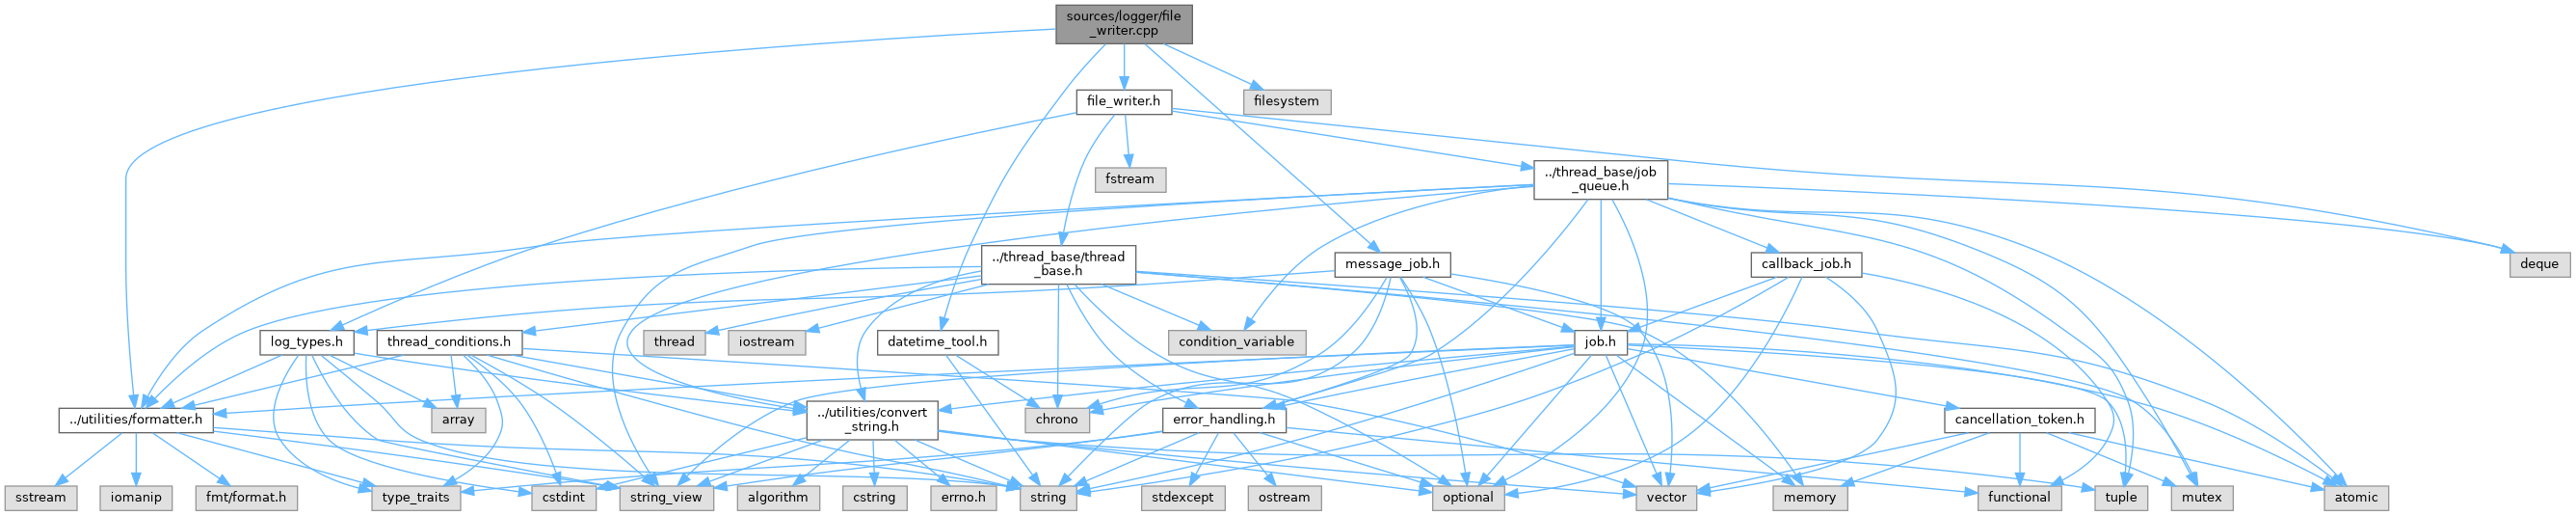 sources/logger/file
_writer.cpp
file_writer.h
filesystem
fstream
../thread_base/job
_queue.h
../thread_base/thread
_base.h
message_job.h
callback_job.h
deque
log_types.h
thread_conditions.h
thread
iostream
datetime_tool.h
condition_variable
job.h
../utilities/formatter.h
array
../utilities/convert
_string.h
chrono
error_handling.h
cancellation_token.h
sstream
iomanip
fmt/format.h
type_traits
cstdint
string_view
algorithm
cstring
errno.h
string
stdexcept
ostream
optional
vector
memory
functional
tuple
mutex
atomic